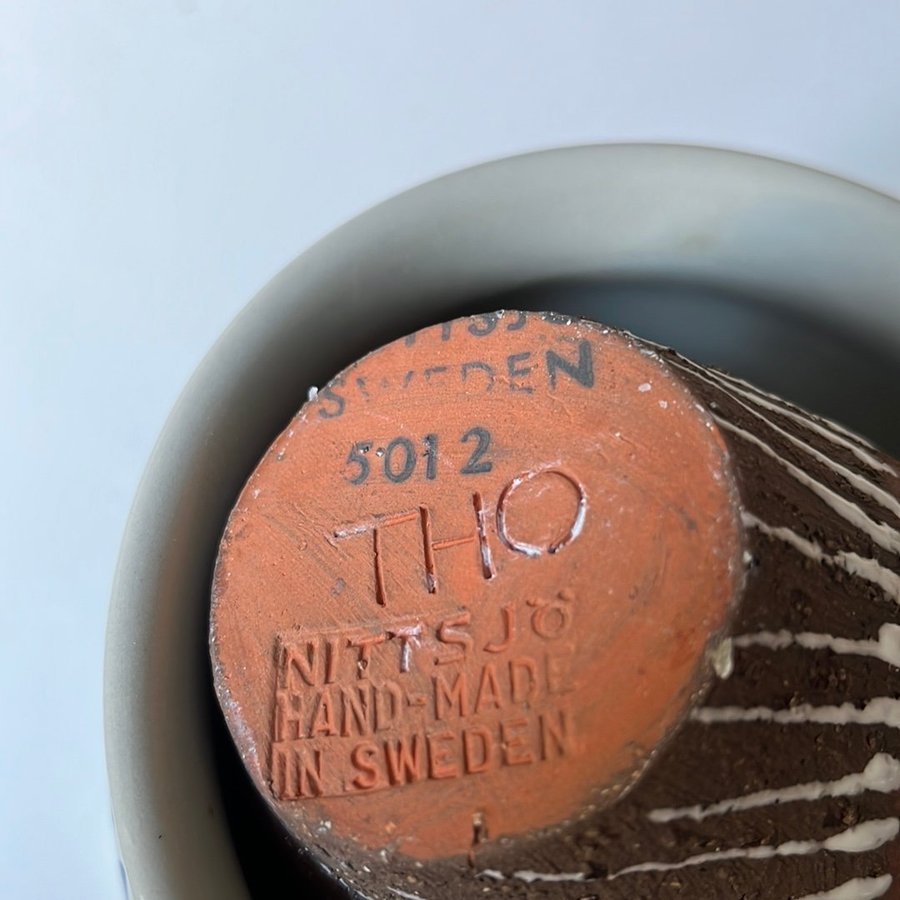 SWEDEN
5012
THO
NITTSJÖ
HAND-MADE
IN SWEDEN